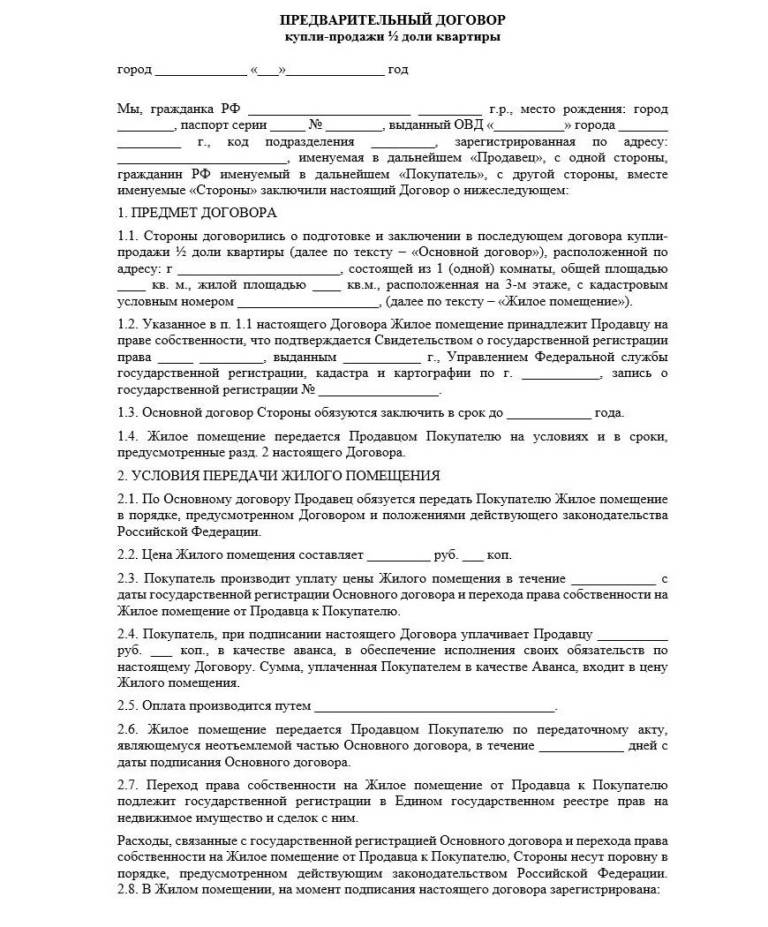 ПРЕДВАРИТЕЛЬНЫЙ ДОГОВОР
купли-продажи ½ доли квартиры
город _____________ «___»______________ год
Мы, гражданка РФ _______________________ _________ г.р., место рождения: город
________, паспорт серии _____ № ________, выданный ОВД «__________» города _______
_________ г., код подразделения _________, зарегистрированная по адресу:
________________________, именуемая в дальнейшем «Продавец», с одной стороны,
гражданин РФ именуемый в дальнейшем «Покупатель», с другой стороны, вместе
именуемые «Стороны» заключили настоящий Договор о нижеследующем:
1. ПРЕДМЕТ ДОГОВОРА
1.1. Стороны договорились о подготовке и заключении в последующем договора купли-
продажи ½ доли квартиры (далее по тексту – «Основной договор»), расположенной по
адресу: г _______________________, состоящей из 1 (одной) комнаты, общей площадью
____ кв. м., жилой площадью ____ кв.м., расположенная на 3-м этаже, с кадастровым
условным номером ____________________, (далее по тексту – «Жилое помещение»).
1.2. Указанное в п. 1.1 настоящего Договора Жилое помещение принадлежит Продавцу на
праве собственности, что подтверждается Свидетельством о государственной регистрации
права _____ _________, выданным ___________ г., Управлением Федеральной службы
государственной регистрации, кадастра и картографии по г. ___________, запись о
государственной регистрации № _________________.
1.3. Основной договор Стороны обязуются заключить в срок до ____________ года.
1.4. Жилое помещение передается Продавцом Покупателю на условиях и в сроки,
предусмотренные разд. 2 настоящего Договора.
2. УСЛОВИЯ ПЕРЕДАЧИ ЖИЛОГО ПОМЕЩЕНИЯ
2.1. По Основному договору Продавец обязуется передать Покупателю Жилое помещение
в порядке, предусмотренном Договором и положениями действующего законодательства
Российской Федерации.
2.2. Цена Жилого помещения составляет _________ руб. ___ коп.
2.3. Покупатель производит уплату цены Жилого помещения в течение ____________ с
даты государственной регистрации Основного договора и перехода права собственности на
Жилое помещение от Продавца к Покупателю.
2.4. Покупатель, при подписании настоящего Договора уплачивает Продавцу __________
руб. ___ коп., в качестве аванса, в обеспечение исполнения своих обязательств по
настоящему Договору. Сумма, уплаченная Покупателем в качестве Аванса, входит в цену
Жилого помещения.
2.5. Оплата производится путем __________________________________.
2.6. Жилое помещение передается Продавцом Покупателю по передаточному акту,
являющемуся неотъемлемой частью Основного договора, в течение ____________ дней с
даты подписания Основного договора.
2.7. Переход права собственности на Жилое помещение от Продавца к Покупателю
подлежит государственной регистрации в Едином государственном реестре прав на
недвижимое имущество и сделок с ним.
Расходы, связанные с государственной регистрацией Основного договора и перехода права
собственности на Жилое помещение от Продавца к Покупателю, Стороны несут поровну в
порядке, предусмотренном действующим законодательством Российской Федерации.
2.8. В Жилом помещении, на момент подписания настоящего договора зарегистрирована: